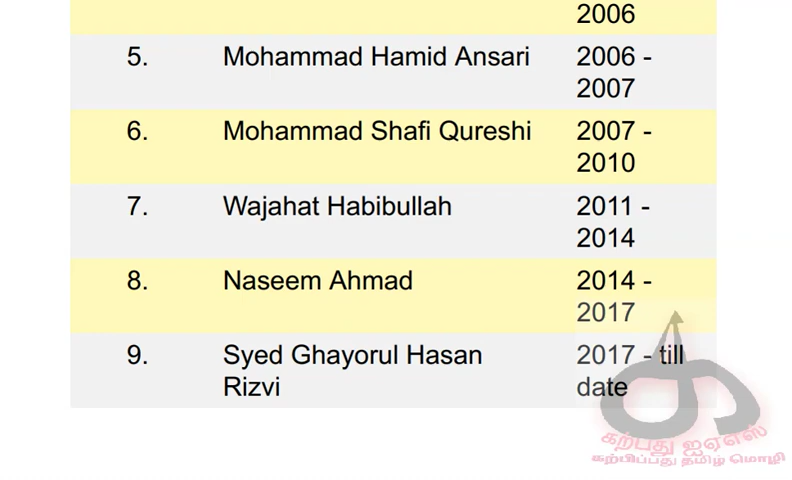 2006
5. Mohammad Hamid Ansari 2006 -
2007
6. Mohammad Shafi Qureshi 2007 -
2010
7. Wajahat Habibullah 2011 -
2014
8. Naseem Ahmad 2014 -
2017
9. Syed Ghayorul Hasan 2017 - till
Rizvi date
கற்பது ஐஏஎஸ்
கற்பிப்பது தமிழ் மொழி